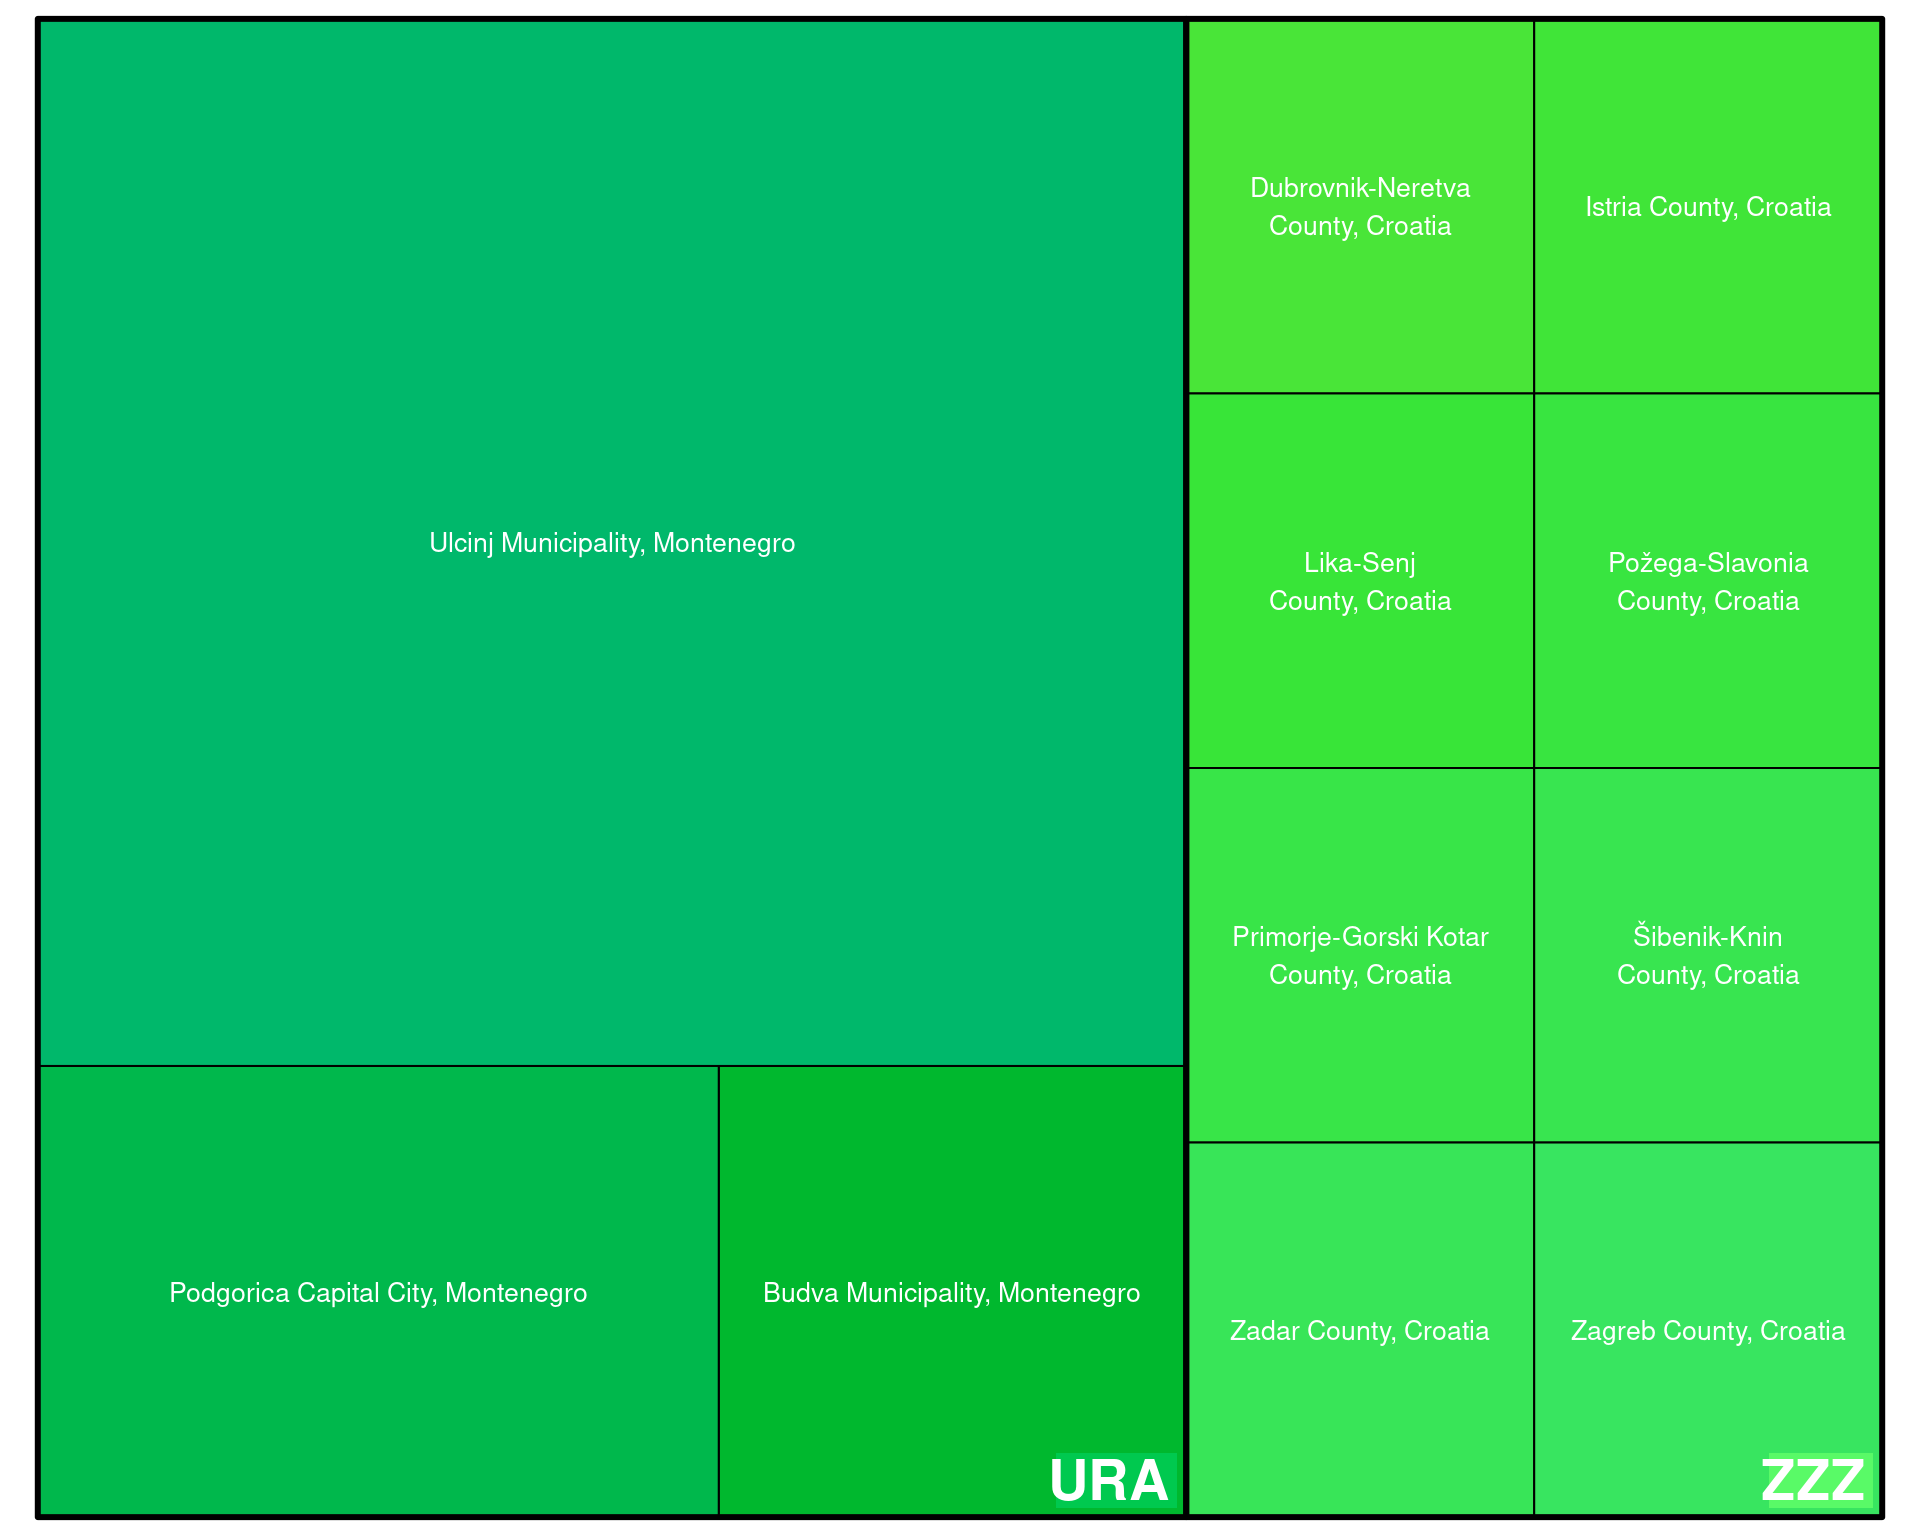 Ulcinj Municipality, Montenegro
Podgorica Capital City, Montenegro
Budva Municipality, Montenegro
URA
Dubrovnik-Neretva
County, Croatia
Istria County, Croatia
Lika-Senj
County, Croatia
Požega-Slavonia
County, Croatia
Primorje-Gorski Kotar
County, Croatia
Šibenik-Knin
County, Croatia
Zadar County, Croatia
Zagreb County, Croatia
ZZZ